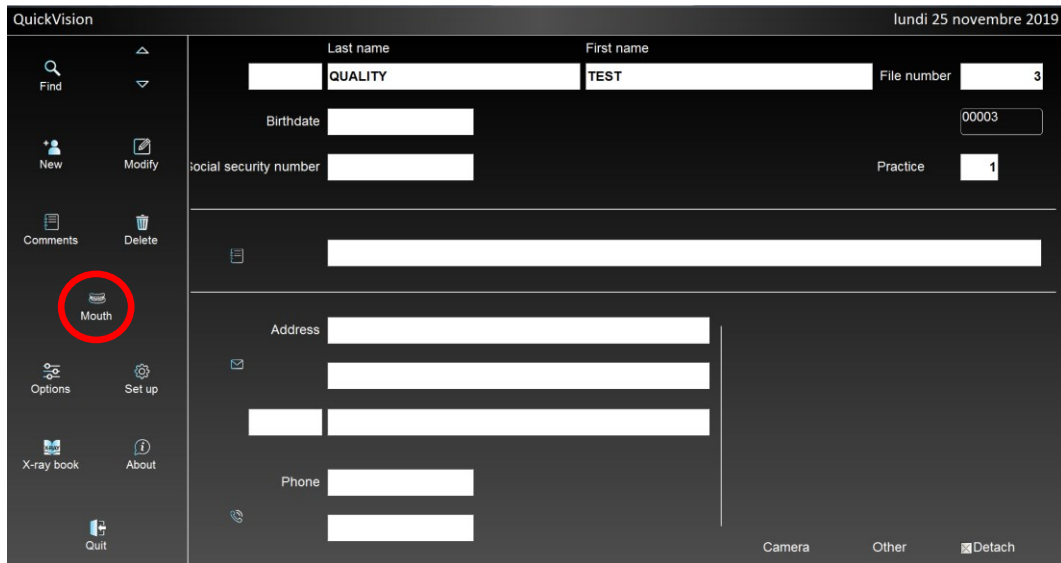 QuickVision lundi 25 novembre 2019
Find
New Modify
Comments Delete
Mouth
Options Set up
X-RAY
X-ray book About
Quit
Last name First name
QUALITY TEST File number 3
Birthdate 00003
Social security number Practice 1
Address
Phone
Camera Other Detach